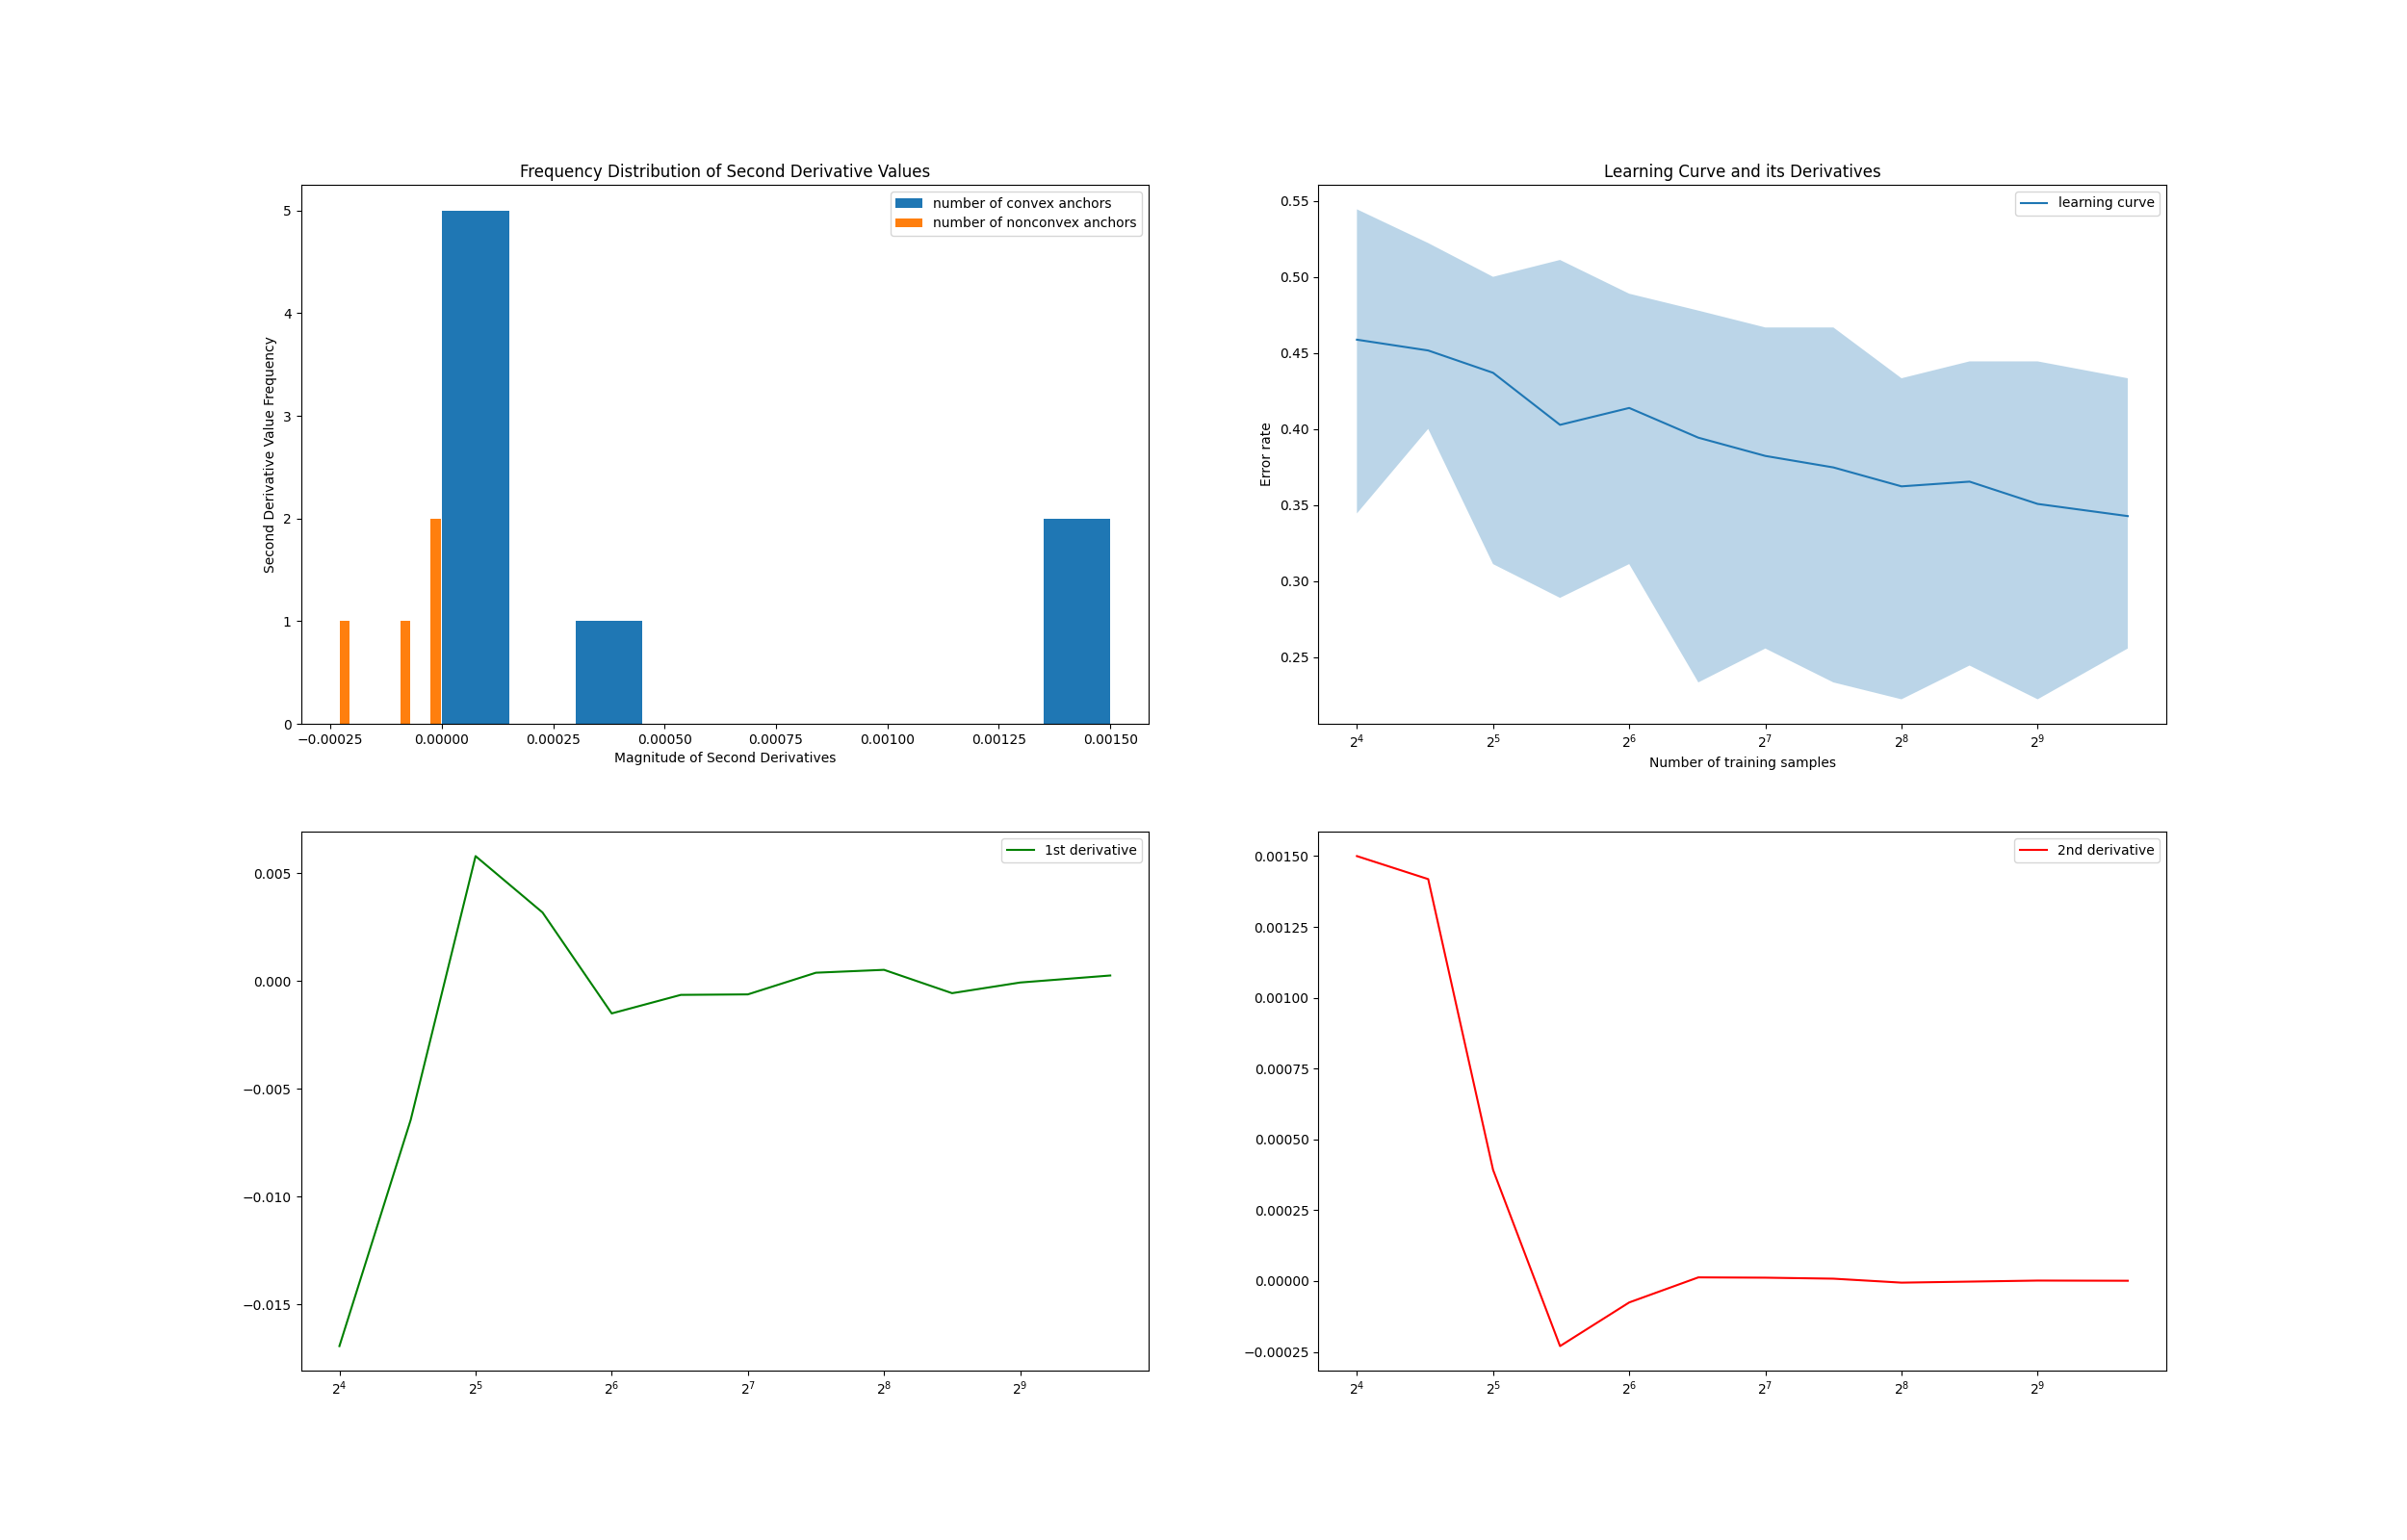 Frequency Distribution of Second Derivative Values
number of convex anchors
number of nonconvex anchors
Second Derivative Value Frequency
5
4
3
2
1
0
−0.00025 0.00000 0.00025 0.00050 0.00075 0.00100 0.00125 0.00150
Magnitude of Second Derivatives
Learning Curve and its Derivatives
learning curve
Error rate
0.55
0.50
0.45
0.40
0.35
0.30
0.25
2⁴ 2⁵ 2⁶ 2⁷ 2⁸ 2⁹
Number of training samples
1st derivative
0.005
0.000
−0.005
−0.010
−0.015
2⁴ 2⁵ 2⁶ 2⁷ 2⁸ 2⁹
2nd derivative
0.00150
0.00125
0.00100
0.00075
0.00050
0.00025
0.00000
−0.00025
2⁴ 2⁵ 2⁶ 2⁷ 2⁸ 2⁹